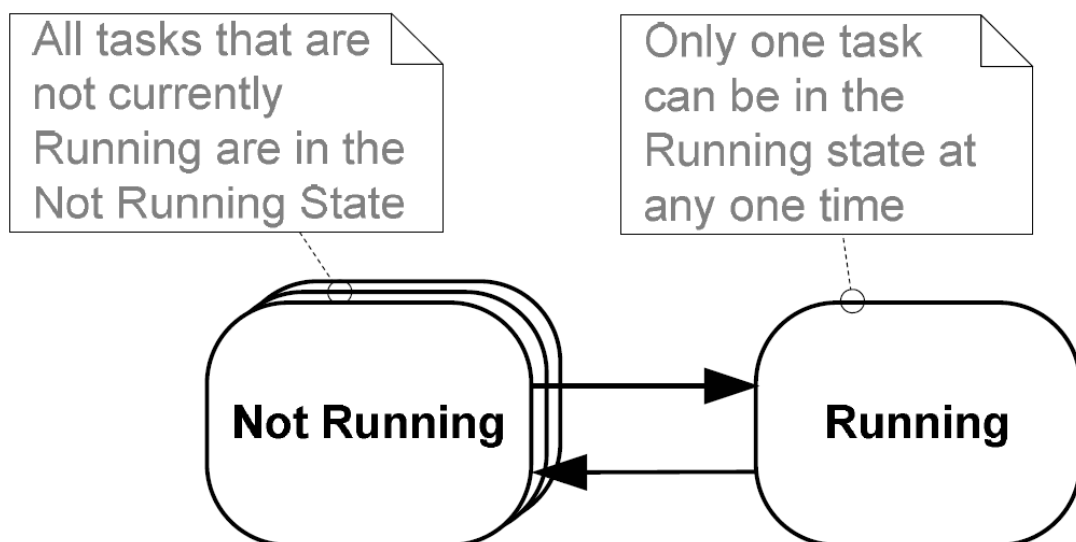 All tasks that are
not currently
Running are in the
Not Running State
Only one task
can be in the
Running state at
any one time
Not Running
Running